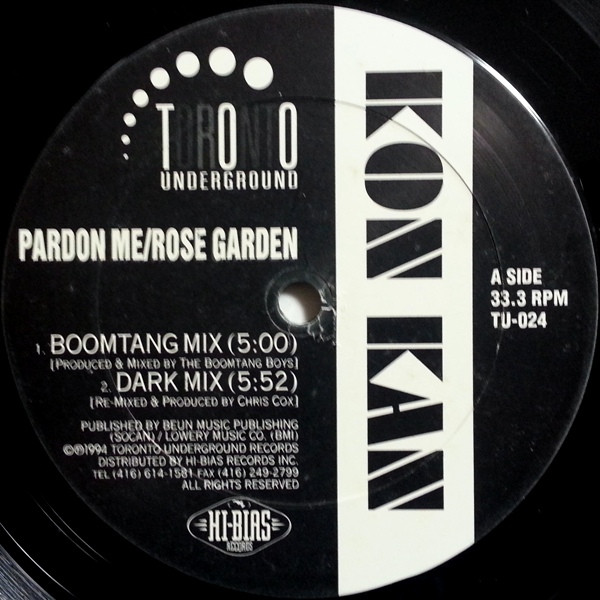 TORONTO
UNDERGROUND
PARDON ME/ROSE GARDEN
1. BOOMTANG MIX (5:00)
[PRODUCED & MIXED BY THE BOOMTANG BOYS]
2. DARK MIX (5:52)
[RE-MIXED & PRODUCED BY CHRIS COX]
PUBLISHED BY BEUN MUSIC PUBLISHING
(SOCAN) / LOWERY MUSIC CO. (BMI)
©℗1994 TORONTO UNDERGROUND RECORDS
DISTRIBUTED BY HI-BIAS RECORDS INC.
TEL (416) 614-1581 FAX (416) 249-2799
ALL RIGHTS RESERVED
HI-BIAS
RECORDS
KON KAN
A SIDE
33.3 RPM
TU-024